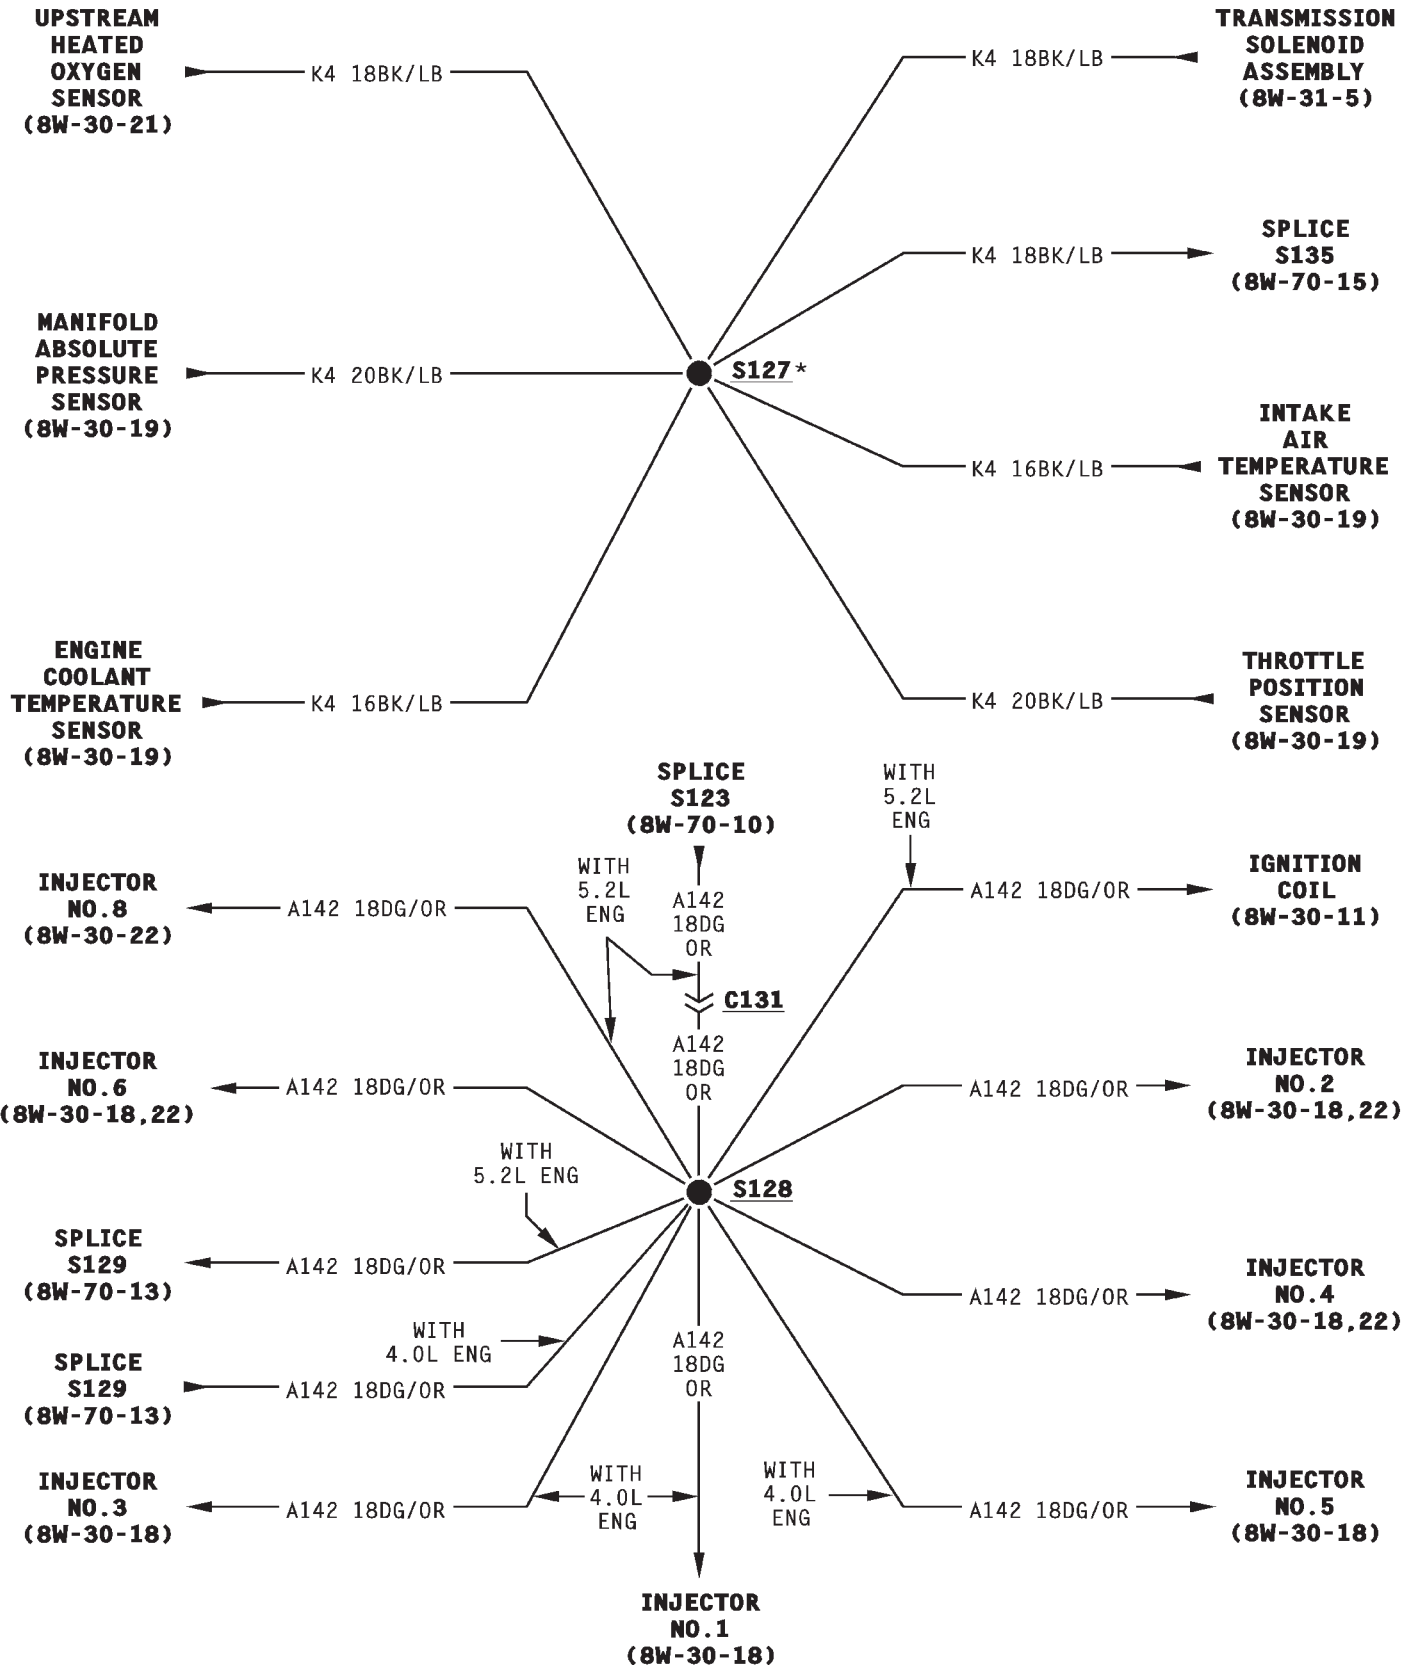 UPSTREAM
HEATED
OXYGEN
SENSOR
(8W-30-21)
K4 18BK/LB
K4 18BK/LB
TRANSMISSION
SOLENOID
ASSEMBLY
(8W-31-5)
K4 18BK/LB
SPLICE
S135
(8W-70-15)
MANIFOLD
ABSOLUTE
PRESSURE
SENSOR
(8W-30-19)
K4 20BK/LB
S127*
K4 16BK/LB
INTAKE
AIR
TEMPERATURE
SENSOR
(8W-30-19)
ENGINE
COOLANT
TEMPERATURE
SENSOR
(8W-30-19)
K4 16BK/LB
K4 20BK/LB
THROTTLE
POSITION
SENSOR
(8W-30-19)
SPLICE
S123
(8W-70-10)
WITH
5.2L
ENG
WITH
5.2L
ENG
A142
18DG
OR
C131
A142
18DG
OR
INJECTOR
NO.8
(8W-30-22)
A142 18DG/OR
A142 18DG/OR
IGNITION
COIL
(8W-30-11)
INJECTOR
NO.6
(8W-30-18,22)
A142 18DG/OR
A142 18DG/OR
INJECTOR
NO.2
(8W-30-18,22)
WITH
5.2L ENG
S128
SPLICE
S129
(8W-70-13)
A142 18DG/OR
A142 18DG/OR
INJECTOR
NO.4
(8W-30-18,22)
WITH
4.0L ENG
A142
18DG
OR
SPLICE
S129
(8W-70-13)
A142 18DG/OR
INJECTOR
NO.3
(8W-30-18)
A142 18DG/OR
WITH
4.0L
ENG
WITH
4.0L
ENG
A142 18DG/OR
INJECTOR
NO.5
(8W-30-18)
INJECTOR
NO.1
(8W-30-18)